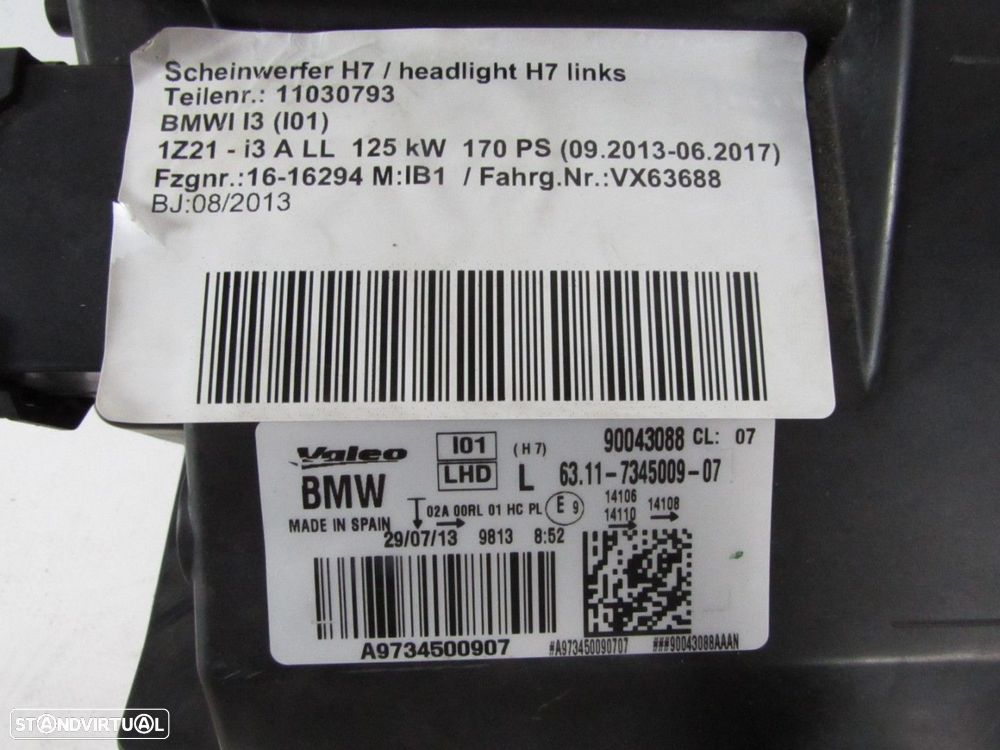 Scheinwerfer H7 / headlight H7 links
Teilenr.: 11030793
BMWI I3 (I01)
1Z21 - i3 A LL 125 kW 170 PS (09.2013-06.2017)
Fzgnr.:16-16294 M:IB1 / Fahrg.Nr.:VX63688
BJ:08/2013
Valeo I01 (H7) 90043088 CL: 07
BMW LHD L 63.11-7345009-07
MADE IN SPAIN 02A 00RL 01 HC PL E 9 14106 14108
14110
29/07/13 9813 8:52
A9734500907 #A973450090707 ###90043088AAAN
STANDVIRTUAL